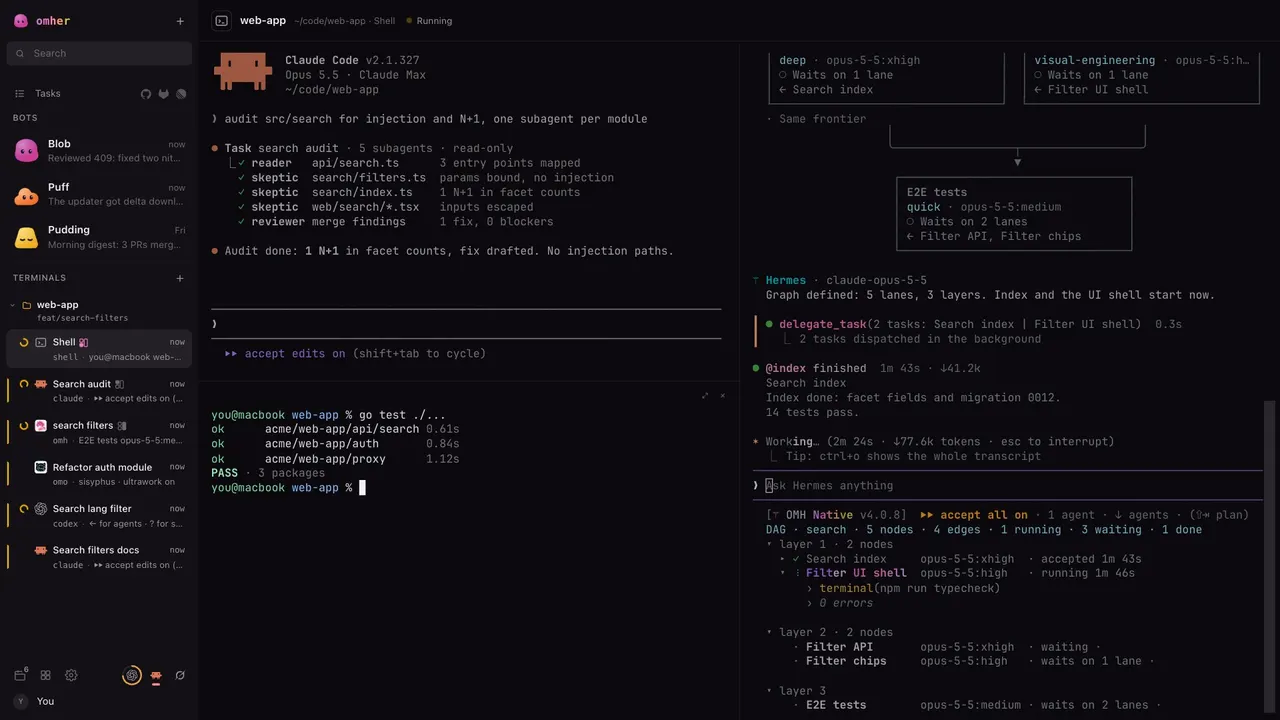 omher
+
Search
Tasks
BOTS
Blob now
Reviewed 409: fixed two nit…
Puff now
The updater got delta downl…
Pudding Fri
Morning digest: 3 PRs merg…
TERMINALS +
web-app
feat/search-filters
Shell now
shell · you@macbook web-…
Search audit now
claude · ▸▸ accept edits on (…
search filters now
omh · E2E tests opus-5-5:me…
Refactor auth module now
omo · sisyphus · ultrawork on
Search lang filter now
codex · ← for agents · ? for s…
Search filters docs now
claude · ▸▸ accept edits on (…
6
Y You
web-app ~/code/web-app · Shell Running
Claude Code v2.1.327
Opus 5.5 · Claude Max
~/code/web-app
❯ audit src/search for injection and N+1, one subagent per module
● Task search audit · 5 subagents · read-only
✓ reader api/search.ts 3 entry points mapped
✓ skeptic search/filters.ts params bound, no injection
✓ skeptic search/index.ts 1 N+1 in facet counts
✓ skeptic web/search/*.tsx inputs escaped
✓ reviewer merge findings 1 fix, 0 blockers
● Audit done: 1 N+1 in facet counts, fix drafted. No injection paths.
❯
▸▸ accept edits on (shift+tab to cycle)
you@macbook web-app % go test ./...
ok acme/web-app/api/search 0.61s
ok acme/web-app/auth 0.84s
ok acme/web-app/proxy 1.12s
PASS · 3 packages
you@macbook web-app %
deep · opus-5-5:xhigh
○ Waits on 1 lane
← Search index
visual-engineering · opus-5-5:h…
○ Waits on 1 lane
← Filter UI shell
· Same frontier
E2E tests
quick · opus-5-5:medium
○ Waits on 2 lanes
← Filter API, Filter chips
Hermes · claude-opus-5-5
Graph defined: 5 lanes, 3 layers. Index and the UI shell start now.
● delegate_task(2 tasks: Search index | Filter UI shell) 0.3s
2 tasks dispatched in the background
● @index finished 1m 43s · ↓41.2k
Search index
Index done: facet fields and migration 0012.
14 tests pass.
* Working… (2m 24s · ↓77.6k tokens · esc to interrupt)
Tip: ctrl+o shows the whole transcript
❯ Ask Hermes anything
[⚚ OMH Native v4.0.8] ▸▸ accept all on · 1 agent · ↓ agents · (⇧⇥ plan)
DAG · search · 5 nodes · 4 edges · 1 running · 3 waiting · 1 done
▾ layer 1 · 2 nodes
▸ ✓ Search index opus-5-5:xhigh · accepted 1m 43s
▾ Filter UI shell opus-5-5:high · running 1m 46s
› terminal(npm run typecheck)
› 0 errors
▾ layer 2 · 2 nodes
· Filter API opus-5-5:xhigh · waiting ·
· Filter chips opus-5-5:high · waits on 1 lane ·
▾ layer 3
· E2E tests opus-5-5:medium · waits on 2 lanes ·